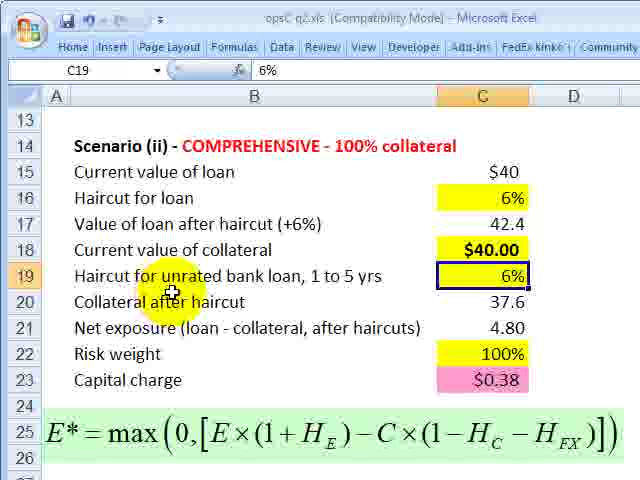 opsC q2.xls [Compatibility Mode] - Microsoft Excel
Home Insert Page Layout Formulas Data Review View Developer Add-Ins FedEx Kinko's Community
C19 6%
A B C D
13
14 Scenario (ii) - COMPREHENSIVE - 100% collateral
15 Current value of loan $40
16 Haircut for loan 6%
17 Value of loan after haircut (+6%) 42.4
18 Current value of collateral $40.00
19 Haircut for unrated bank loan, 1 to 5 yrs 6%
20 Collateral after haircut 37.6
21 Net exposure (loan - collateral, after haircuts) 4.80
22 Risk weight 100%
23 Capital charge $0.38
24
25 E* = max(0,[E×(1+H_E)−C×(1−H_C−H_FX)])
26